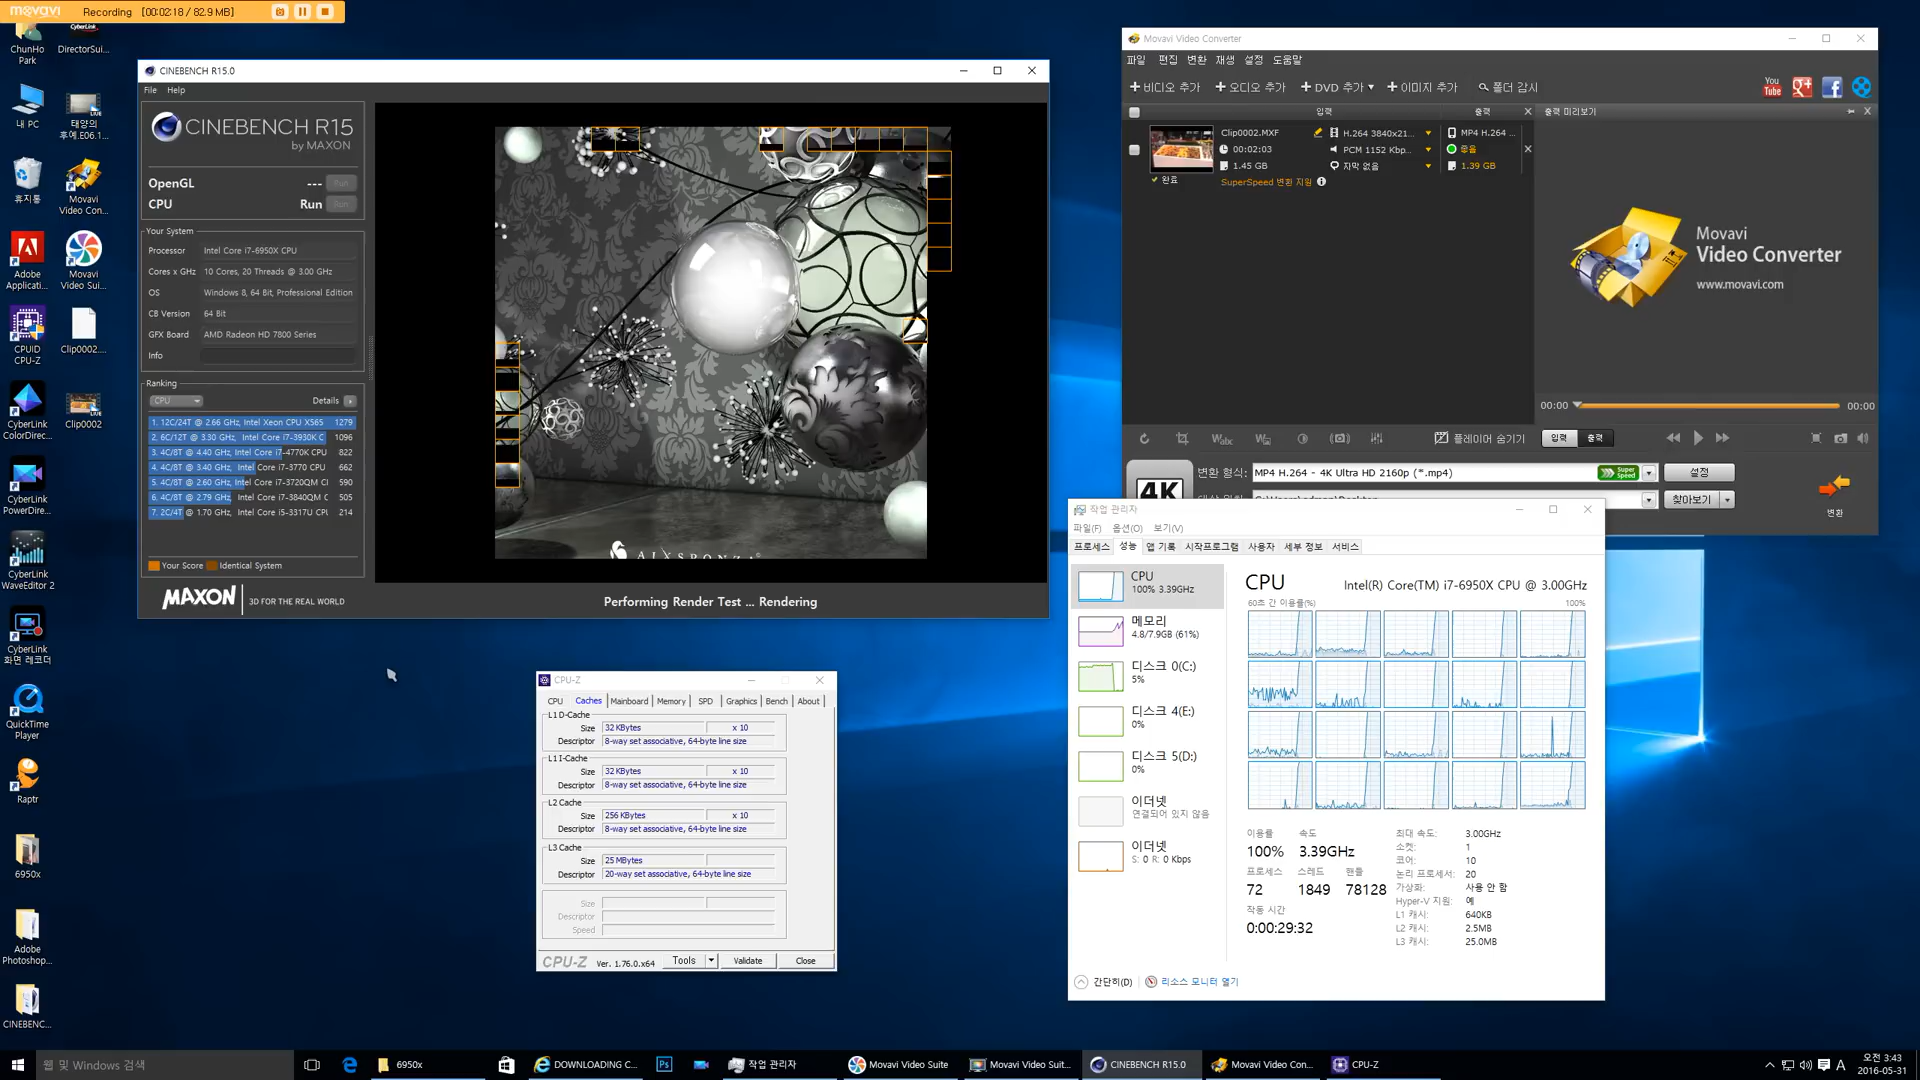 movavi
Recording [00:02:18 / 82.9 MB]
ChunHo
Park
DirectorSui...
내 PC
태양의
후예.E06.1...
휴지통
Movavi
Video Con...
Adobe
Applicati...
Movavi
Video Sui...
CPUID
CPU-Z
Clip0002....
CyberLink
ColorDirec...
Clip0002
CyberLink
PowerDire...
CyberLink
WaveEditor 2
CyberLink
화면 레코더
QuickTime
Player
Raptr
6950x
Adobe
Photoshop...
CINEBENC...
CINEBENCH R15.0
File Help
CINEBENCH R15
by MAXON
OpenGL --- Run
CPU Run Run
Your System
Processor Intel Core i7-6950X CPU
Cores x GHz 10 Cores, 20 Threads @ 3.00 GHz
OS Windows 8, 64 Bit, Professional Edition
CB Version 64 Bit
GFX Board AMD Radeon HD 7800 Series
Info
Ranking
CPU Details
1. 12C/24T @ 2.66 GHz, Intel Xeon CPU X565 1279
2. 6C/12T @ 3.30 GHz, Intel Core i7-3930K C 1096
3. 4C/8T @ 4.40 GHz, Intel Core i7-4770K CPU 822
4. 4C/8T @ 3.40 GHz, Intel Core i7-3770 CPU 662
5. 4C/8T @ 2.60 GHz, Intel Core i7-3720QM CI 590
6. 4C/8T @ 2.79 GHz, Intel Core i7-3840QM C 505
7. 2C/4T @ 1.70 GHz, Intel Core i5-3317U CPU 214
Your Score Identical System
MAXON 3D FOR THE REAL WORLD
AIXSPONZA
Performing Render Test ... Rendering
Movavi Video Converter
파일 편집 변환 재생 설정 도움말
비디오 추가 오디오 추가 DVD 추가 이미지 추가 폴더 감시
You
Tube
입력 출력 출력 미리보기
Clip0002.MXF H.264 3840x21... MP4 H.264 ...
00:02:03 PCM 1152 Kbp... 좋음
1.45 GB 자막 없음 1.39 GB
완료 SuperSpeed 변환 지원
Movavi
Video Converter
www.movavi.com
00:00 00:00
플레이어 숨기기 입력 출력
4K
변환 형식: MP4 H.264 - 4K Ultra HD 2160p (*.mp4) Super Speed 설정
찾아보기
변환
작업 관리자
파일(F) 옵션(O) 보기(V)
프로세스 성능 앱 기록 시작프로그램 사용자 세부 정보 서비스
CPU
100% 3.39GHz
메모리
4.8/7.9GB (61%)
디스크 0(C:)
5%
디스크 4(E:)
0%
디스크 5(D:)
0%
이더넷
연결되어 있지 않음
이더넷
S: 0 R: 0 Kbps
CPU Intel(R) Core(TM) i7-6950X CPU @ 3.00GHz
60초 간 이용률(%) 100%
이용률 속도
100% 3.39GHz
프로세스 스레드 핸들
72 1849 78128
작동 시간
0:00:29:32
최대 속도: 3.00GHz
소켓: 1
코어: 10
논리 프로세서: 20
가상화: 사용 안 함
Hyper-V 지원: 예
L1 캐시: 640KB
L2 캐시: 2.5MB
L3 캐시: 25.0MB
간단히(D) 리소스 모니터 열기
CPU-Z
CPU Caches Mainboard Memory SPD Graphics Bench About
L1 D-Cache
Size 32 KBytes x 10
Descriptor 8-way set associative, 64-byte line size
L1 I-Cache
Size 32 KBytes x 10
Descriptor 8-way set associative, 64-byte line size
L2 Cache
Size 256 KBytes x 10
Descriptor 8-way set associative, 64-byte line size
L3 Cache
Size 25 MBytes
Descriptor 20-way set associative, 64-byte line size
Size
Descriptor
Speed
CPU-Z Ver. 1.76.0.x64 Tools Validate Close
웹 및 Windows 검색
6950x
DOWNLOADING C...
Ps
작업 관리자
Movavi Video Suite
Movavi Video Suit...
CINEBENCH R15.0
Movavi Video Con...
CPU-Z
A
오전 3:43
2016-05-31